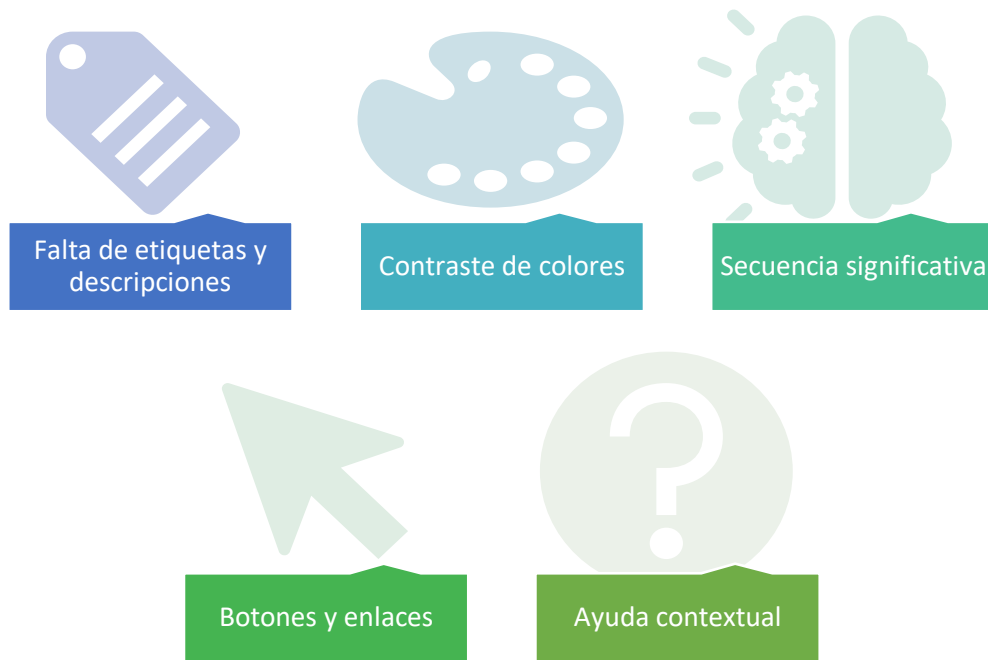 Falta de etiquetas y
descripciones
Contraste de colores
Secuencia significativa
Botones y enlaces
Ayuda contextual